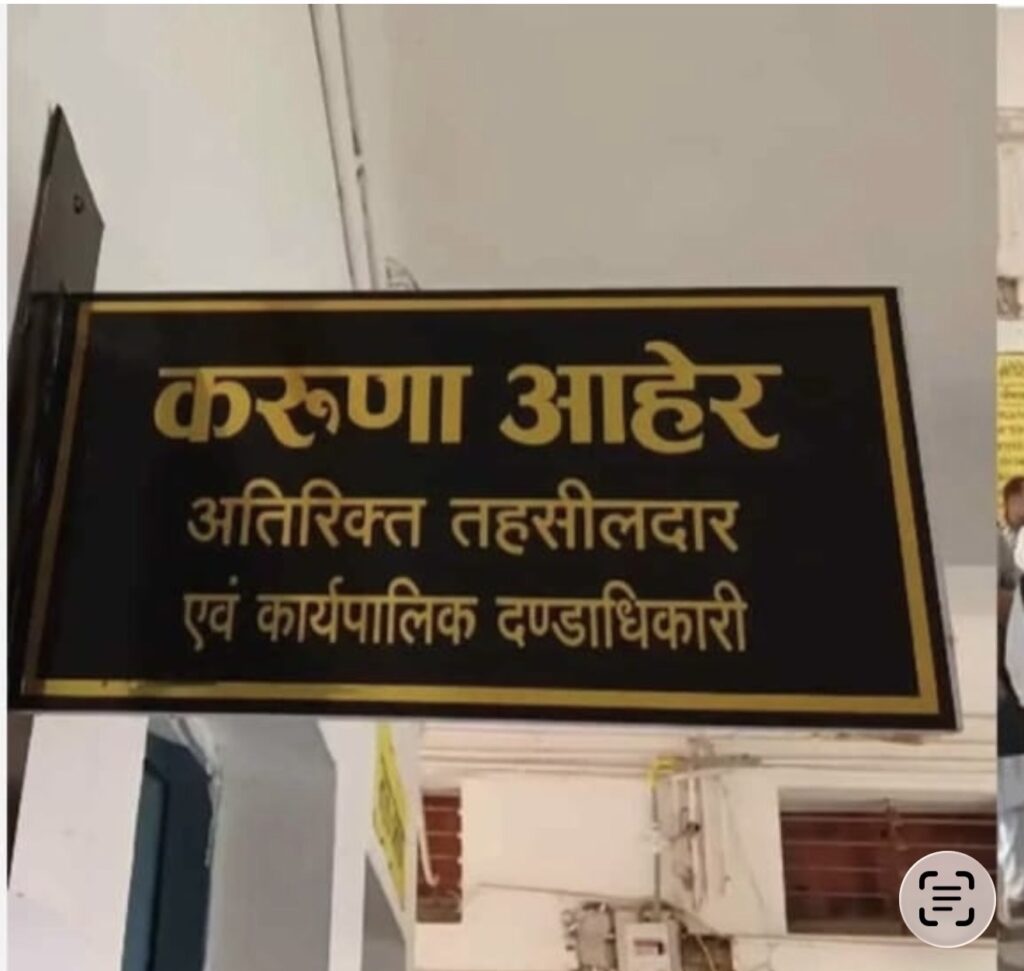 करुणा आहेर
अतिरिक्त तहसीलदार
एवं कार्यपालिक दण्डाधिकारी